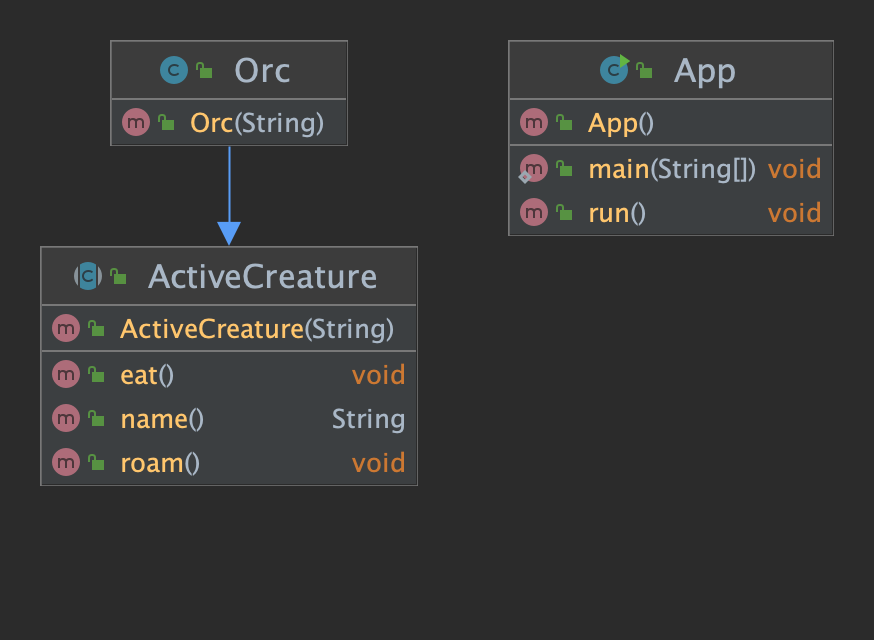 Orc
Orc(String)
App
App()
main(String[]) void
run() void
ActiveCreature
ActiveCreature(String)
eat() void
name() String
roam() void